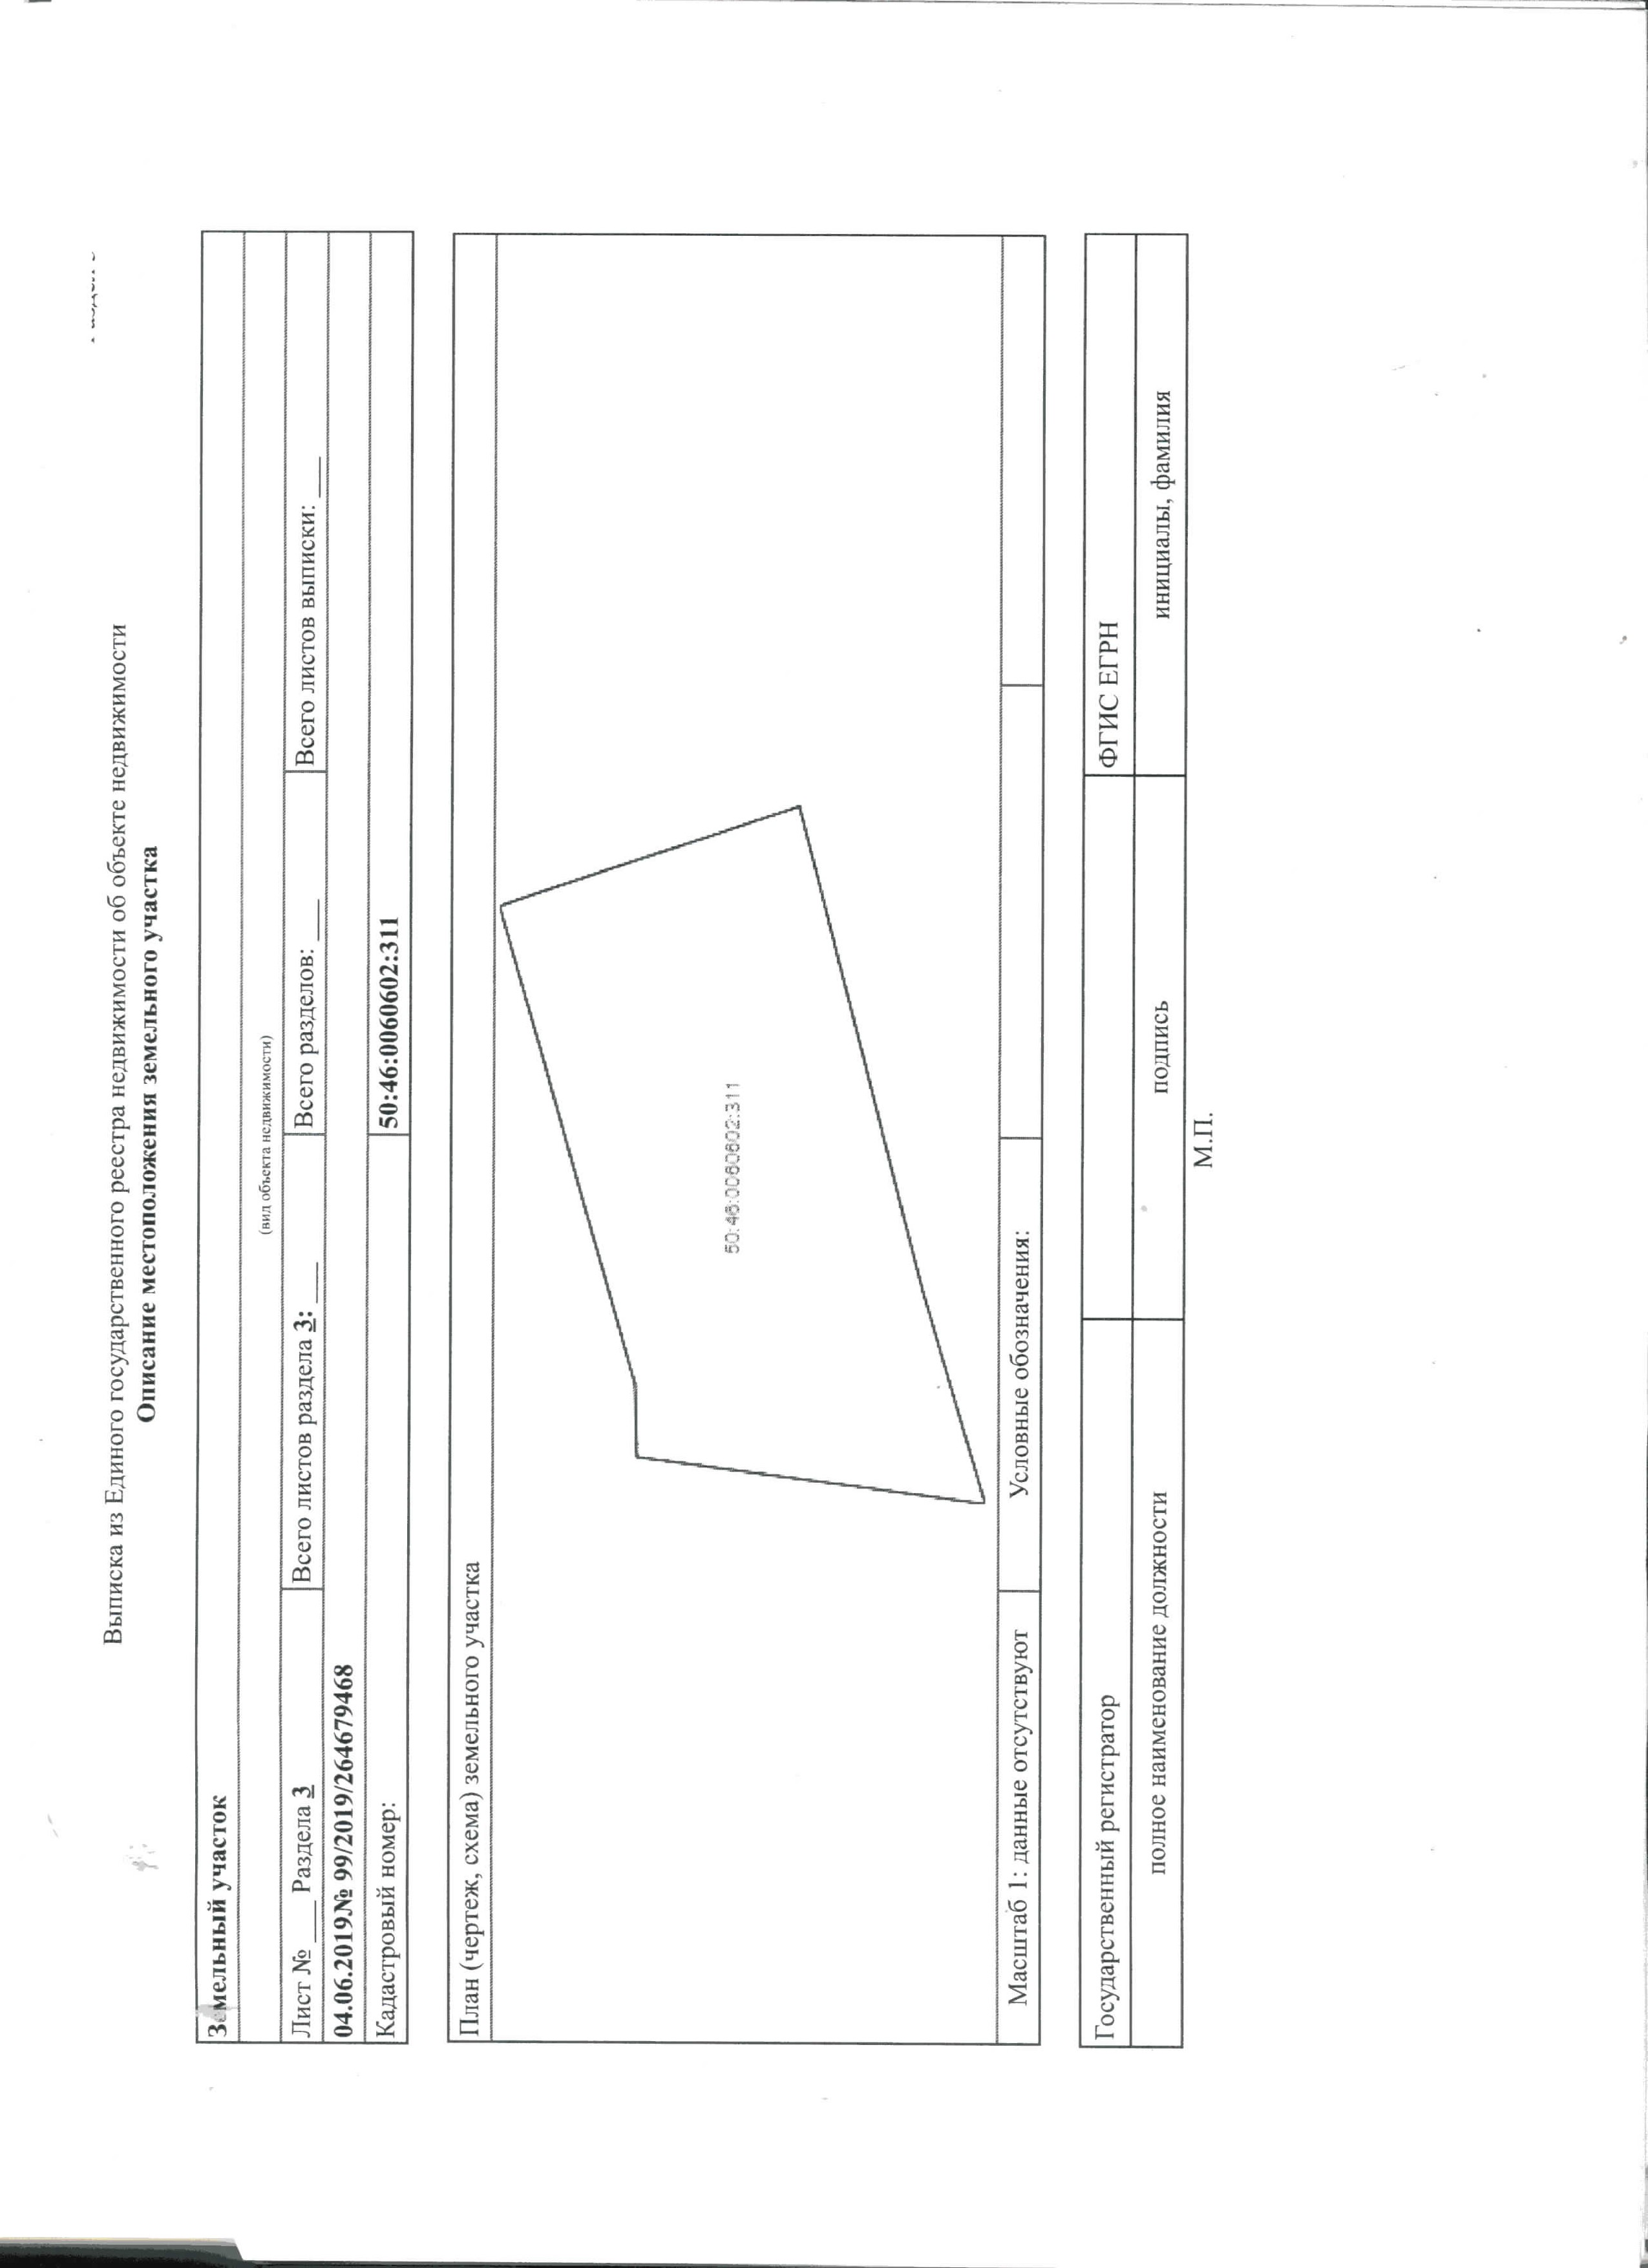 Выписка из Единого государственного реестра недвижимости об объекте недвижимости
Описание местоположения земельного участка
Земельный участок
(вид объекта недвижимости)
Лист № ___ Раздела 3 Всего листов раздела 3: ___ Всего разделов: ___ Всего листов выписки: ___
04.06.2019№ 99/2019/264679468
Кадастровый номер: 50:46:0060602:311
План (чертеж, схема) земельного участка
50:46:0060602:311
Масштаб 1: данные отсутствуют Условные обозначения:
Государственный регистратор ФГИС ЕГРН
полное наименование должности подпись инициалы, фамилия
М.П.